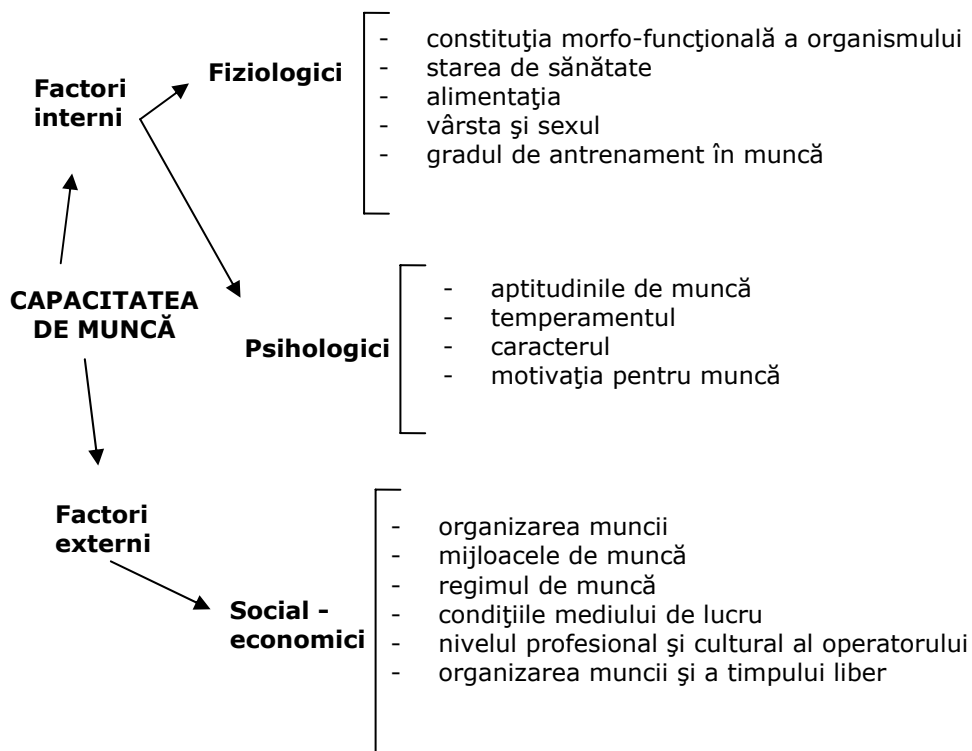 Factori
interni
Fiziologici
- constituţia morfo-funcţională a organismului
- starea de sănătate
- alimentaţia
- vârsta şi sexul
- gradul de antrenament în muncă
CAPACITATEA
DE MUNCĂ
Psihologici
- aptitudinile de muncă
- temperamentul
- caracterul
- motivaţia pentru muncă
Factori
externi
Social -
economici
- organizarea muncii
- mijloacele de muncă
- regimul de muncă
- condiţiile mediului de lucru
- nivelul profesional şi cultural al operatorului
- organizarea muncii şi a timpului liber